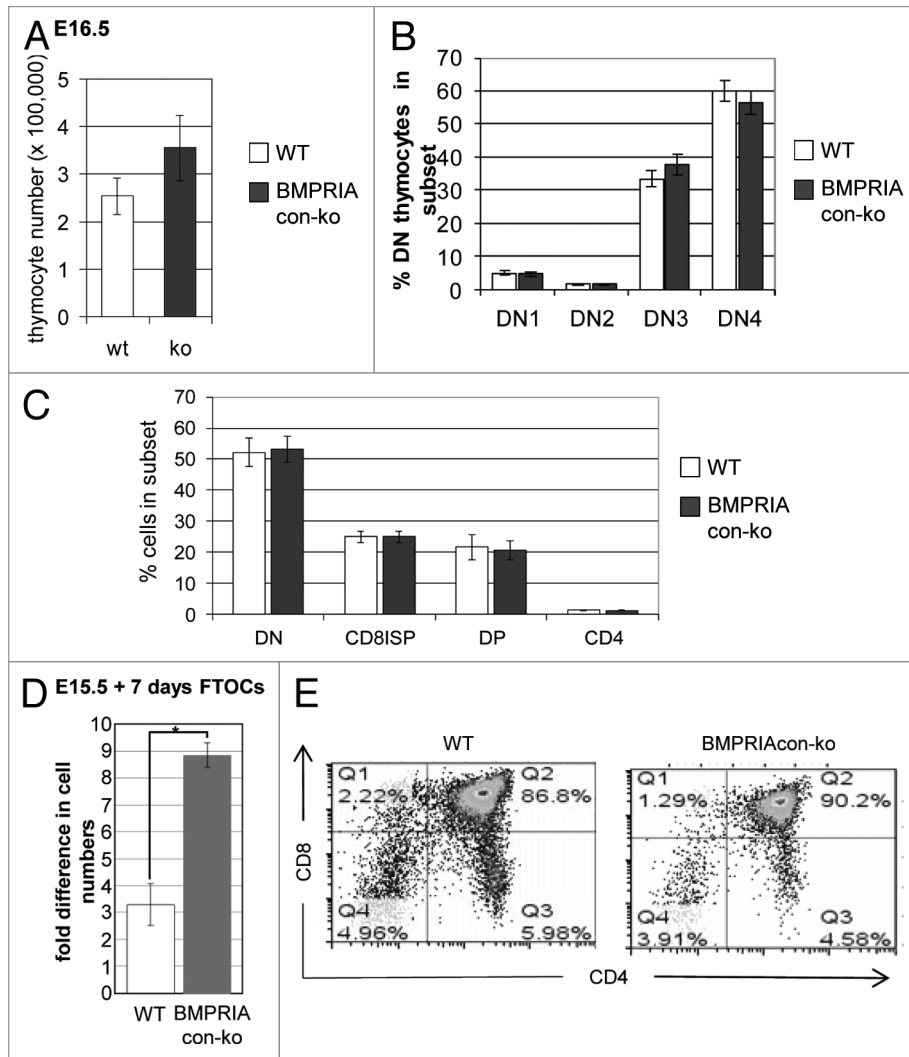 A E16.5
thymocyte number (x 100,000)
5
4
3
2
1
0
wt ko
WT
BMPRIA
con-ko
B
% DN thymocytes in
subset
70
60
50
40
30
20
10
0
DN1 DN2 DN3 DN4
WT
BMPRIA
con-ko
C
% cells in subset
70
60
50
40
30
20
10
0
DN CD8ISP DP CD4
WT
BMPRIA
con-ko
D E15.5 + 7 days FTOCs
fold difference in cell
numbers
10
9
8
7
6
5
4
3
2
1
0
*
WT BMPRIA
con-ko
E
WT
BMPRIAcon-ko
CD8
Q1 Q2
2.22% 86.8%
Q4 Q3
4.96% 5.98%
Q1 Q2
1.29% 90.2%
Q4 Q3
3.91% 4.58%
CD4